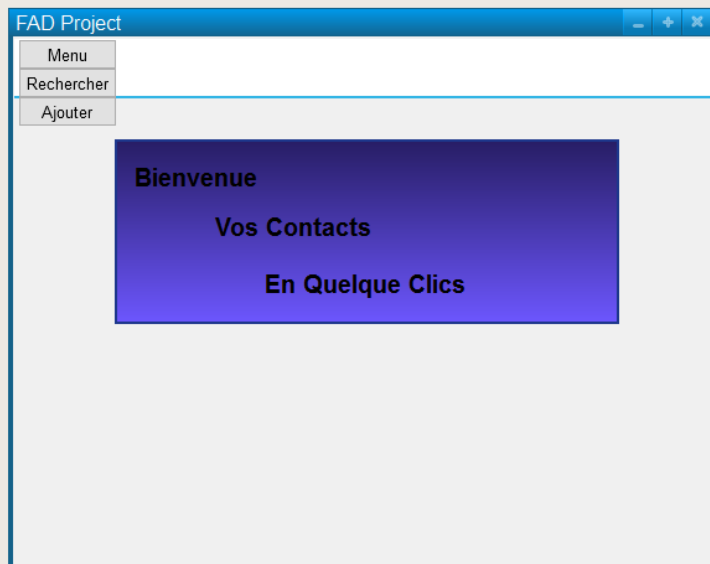 FAD Project
Menu
Rechercher
Ajouter
Bienvenue
Vos Contacts
En Quelque Clics